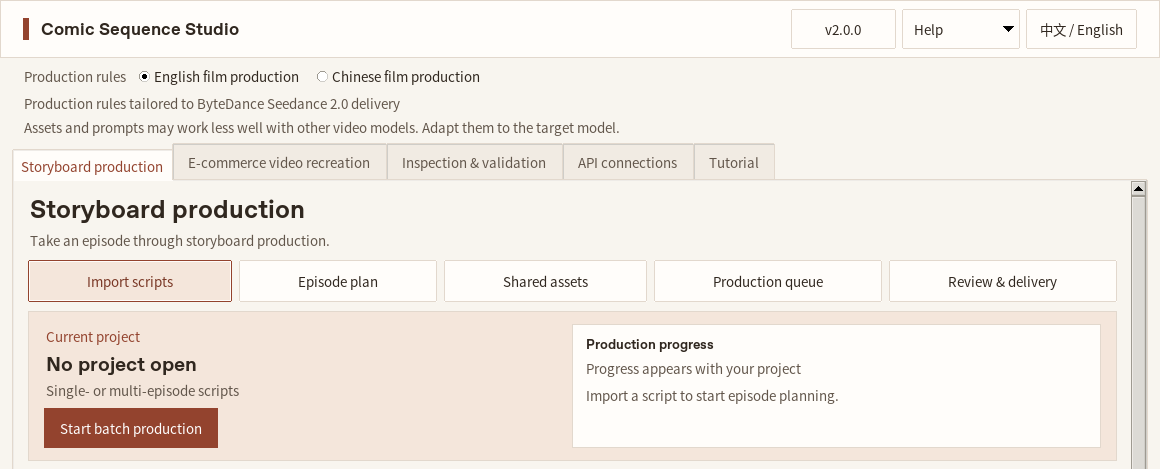 Comic Sequence Studio
v2.0.0
Help
中文 / English
Production rules
English film production
Chinese film production
Production rules tailored to ByteDance Seedance 2.0 delivery
Assets and prompts may work less well with other video models. Adapt them to the target model.
Storyboard production
E-commerce video recreation
Inspection & validation
API connections
Tutorial
Storyboard production
Take an episode through storyboard production.
Import scripts
Episode plan
Shared assets
Production queue
Review & delivery
Current project
No project open
Single- or multi-episode scripts
Start batch production
Production progress
Progress appears with your project
Import a script to start episode planning.